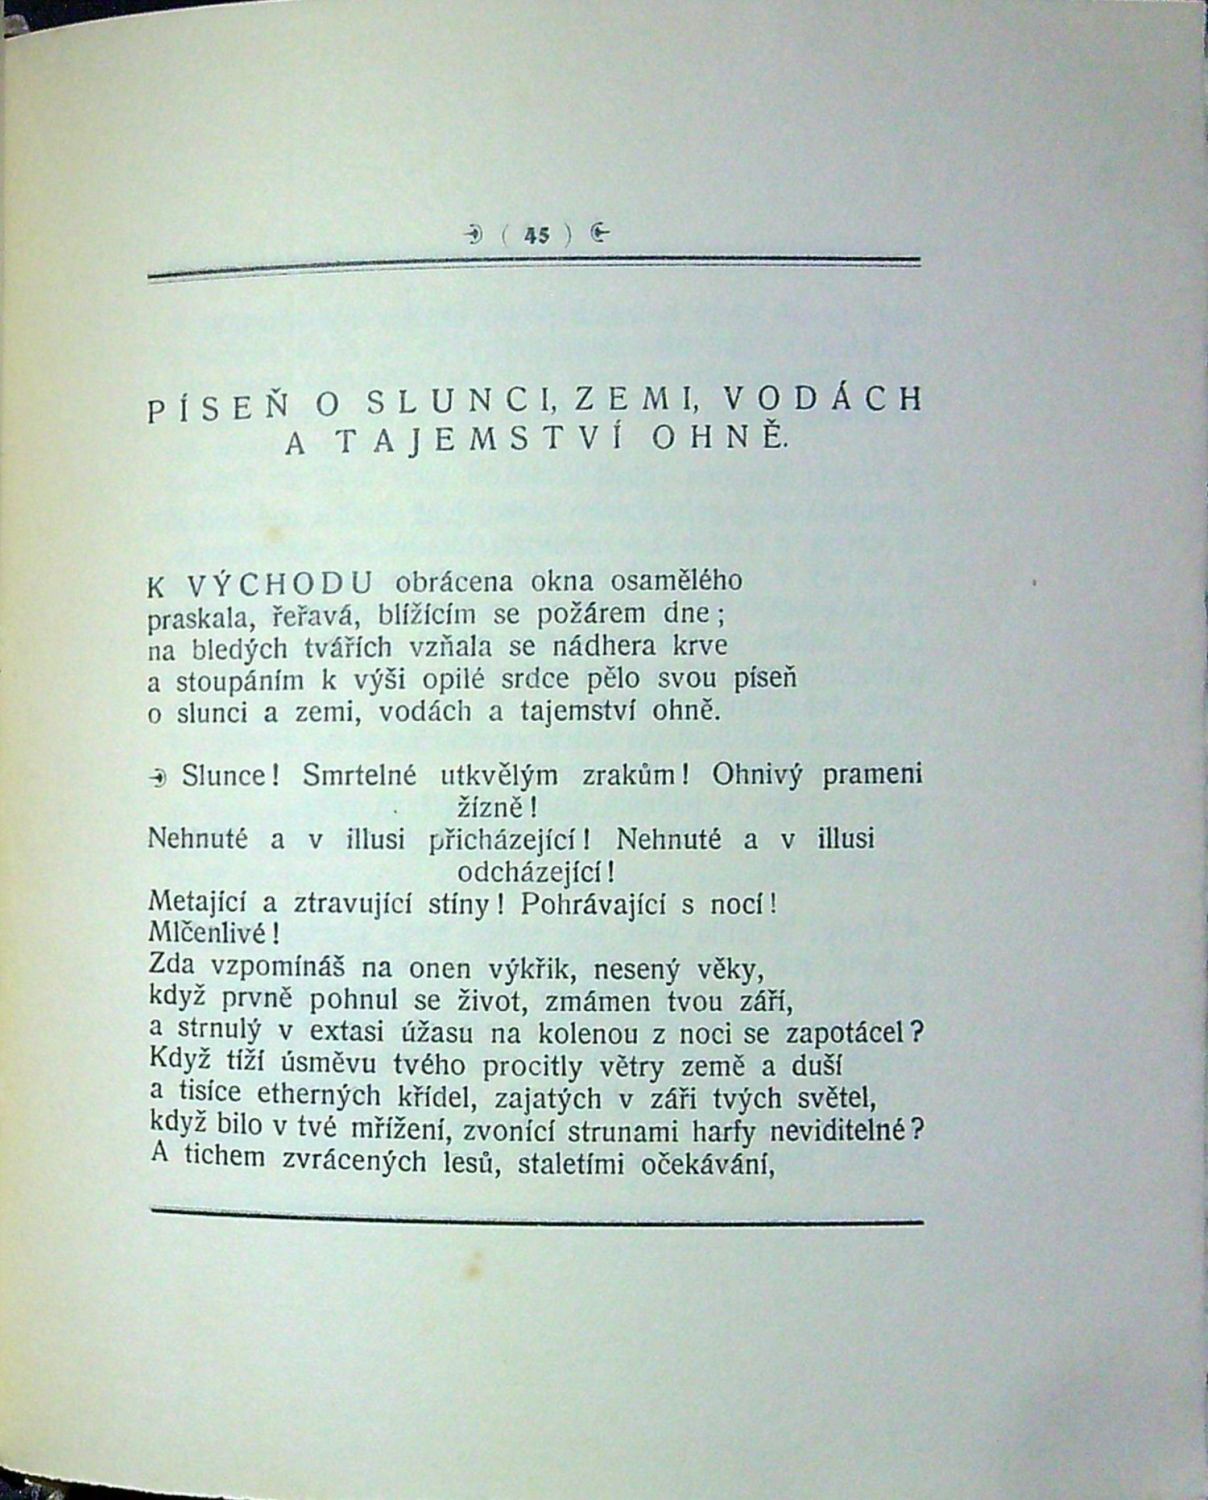 ( 45 )
PÍSEŇ O SLUNCI, ZEMI, VODÁCH
A TAJEMSTVÍ OHNĚ.
K VÝCHODU obrácena okna osamělého
praskala, řeřavá, blížícím se požárem dne ;
na bledých tvářích vzňala se nádhera krve
a stoupáním k výši opilé srdce pělo svou píseň
o slunci a zemi, vodách a tajemství ohně.
Slunce ! Smrtelné utkvělým zrakům ! Ohnivý prameni
žízně !
Nehnuté a v illusi přicházející ! Nehnuté a v illusi
odcházející !
Metající a ztravující stíny ! Pohrávající s nocí !
Mlčenlivé !
Zda vzpomínáš na onen výkřik, nesený věky,
když prvně pohnul se život, zmámen tvou září,
a strnulý v extasi úžasu na kolenou z noci se zapotácel ?
Když tíží úsměvu tvého procitly větry země a duší
a tisíce etherných křídel, zajatých v záři tvých světel,
když bilo v tvé mřížení, zvonící strunami harfy neviditelné ?
A tichem zvrácených lesů, staletími očekávání,